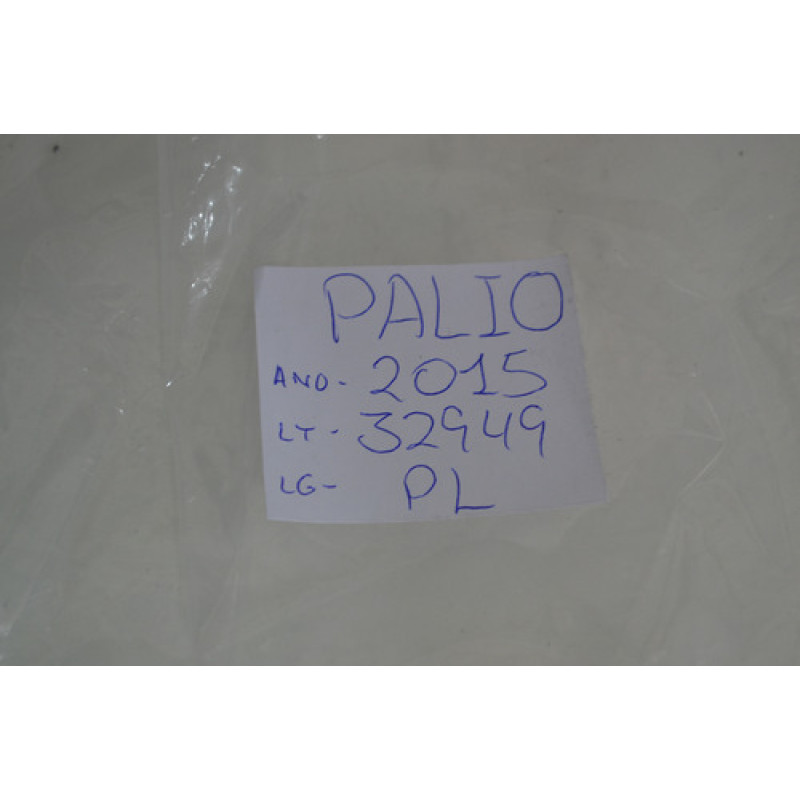 PALIO
ANO- 2015
LT- 32949
LG- PL